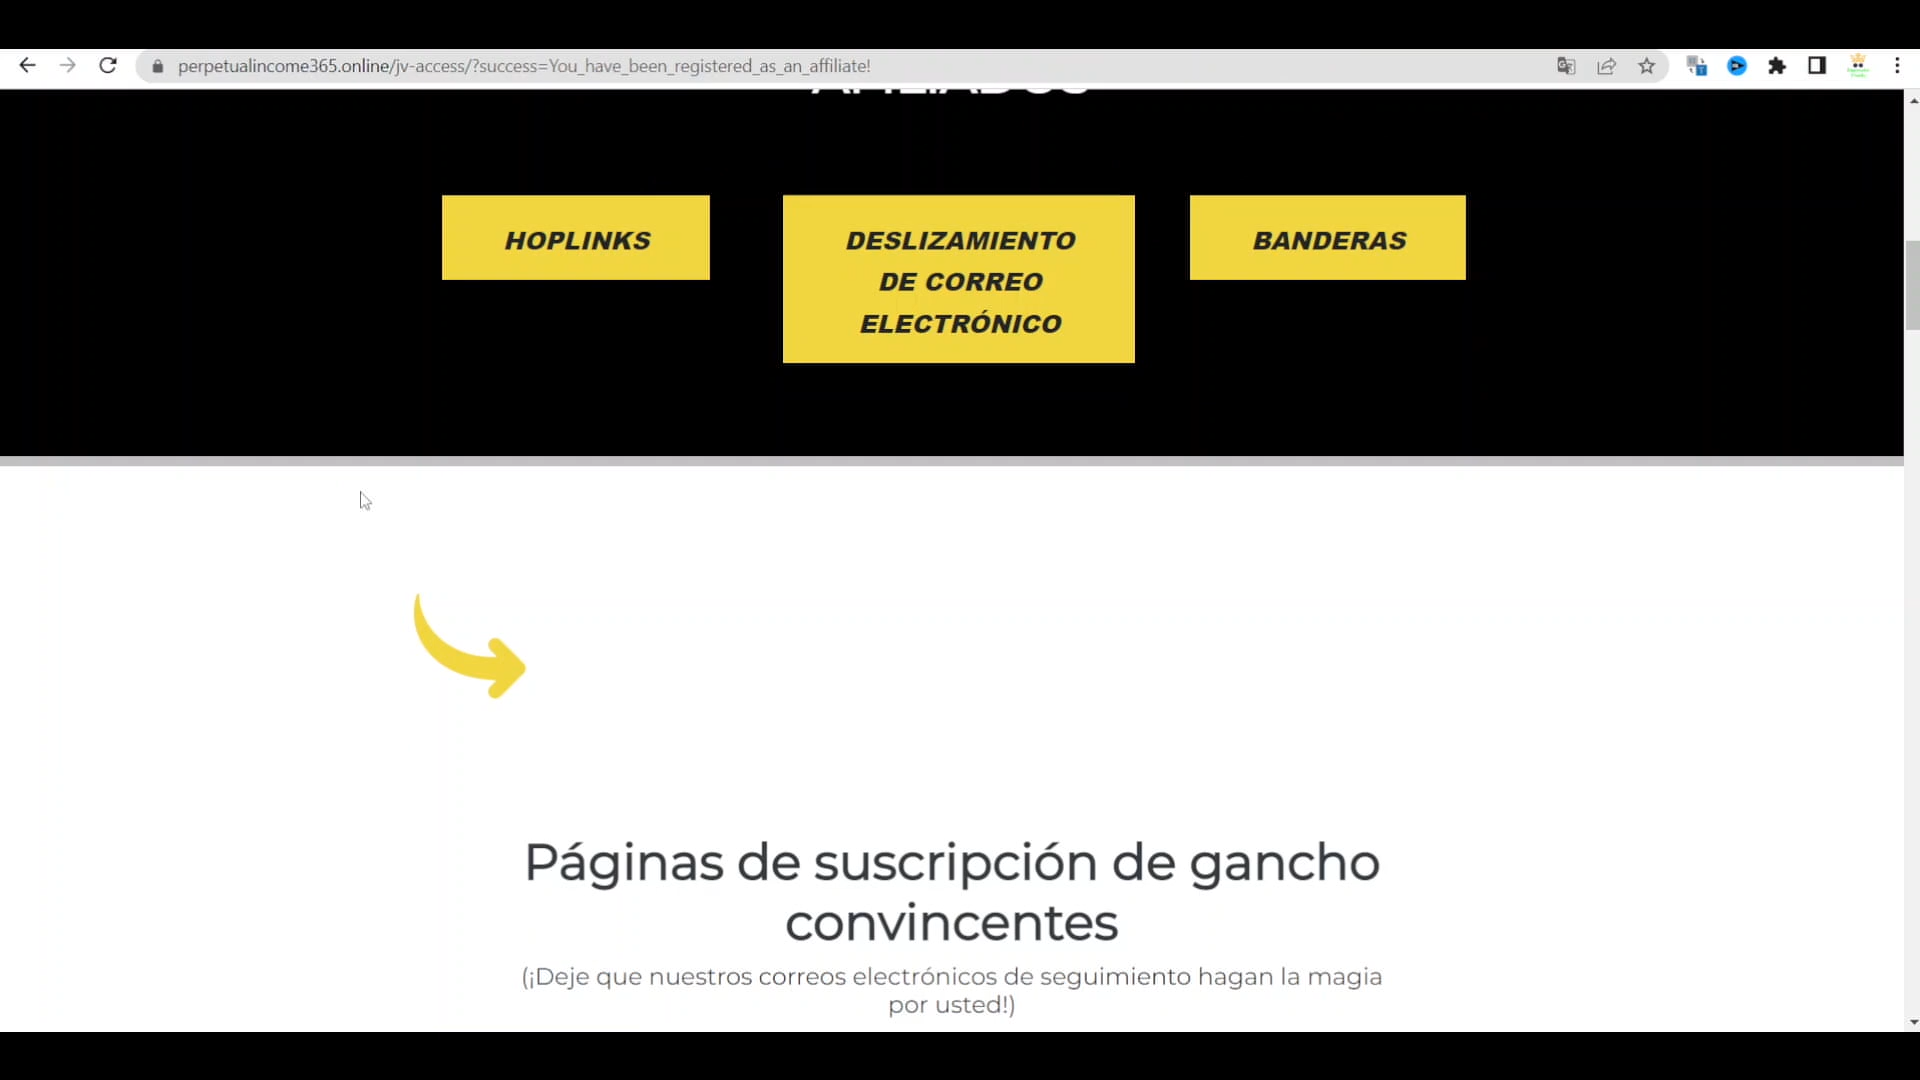 perpetualincome365.online/jv-access/?success=You_have_been_registered_as_an_affiliate!
HOPLINKS
DESLIZAMIENTO
DE CORREO
ELECTRÓNICO
BANDERAS
Páginas de suscripción de gancho
convincentes
(¡Deje que nuestros correos electrónicos de seguimiento hagan la magia
por usted!)